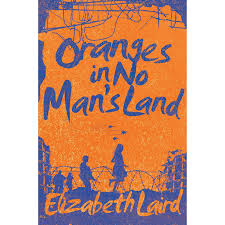 Oranges
in No
Man's Land
Elizabeth Laird